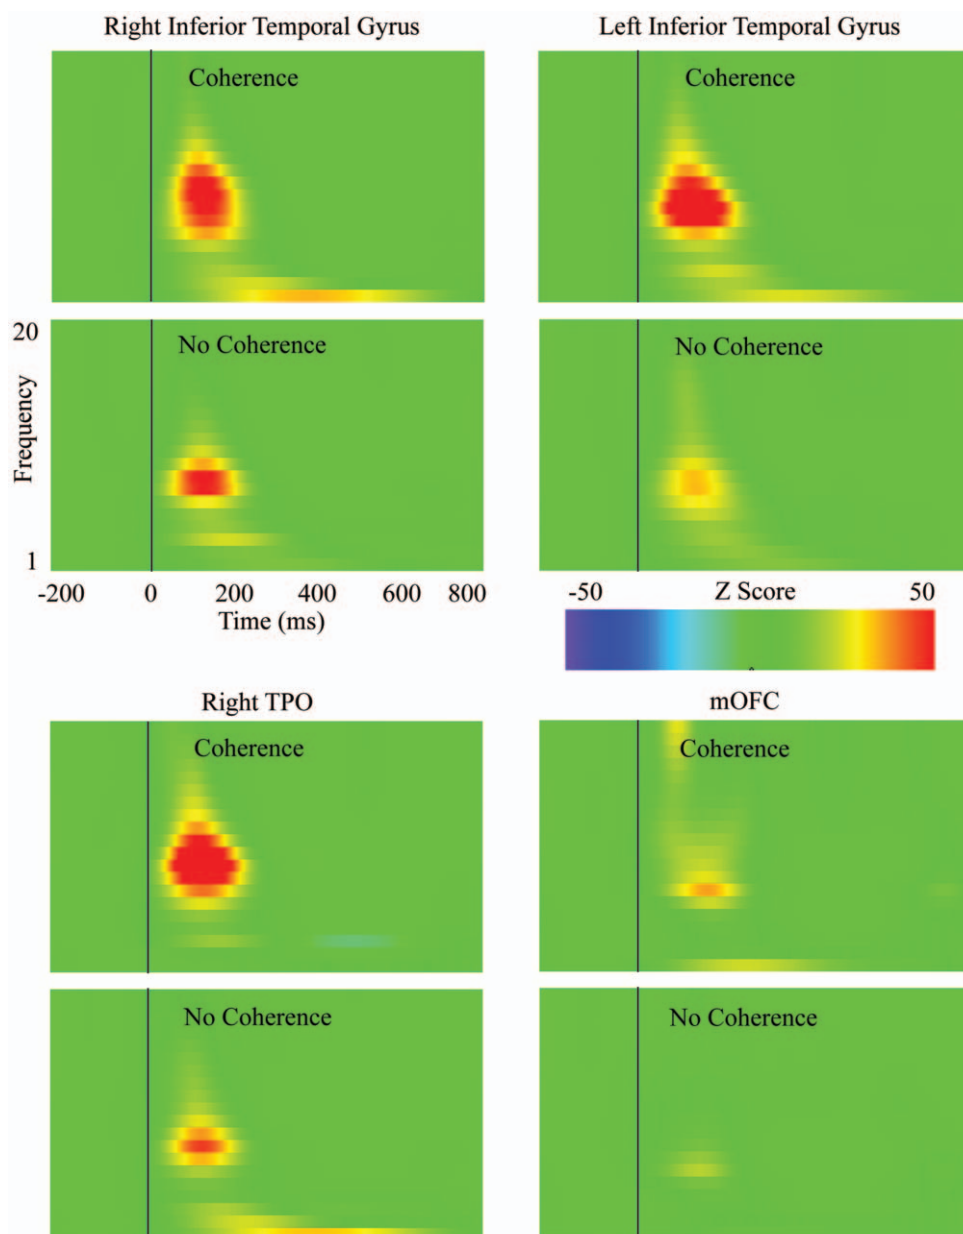 Right Inferior Temporal Gyrus
Left Inferior Temporal Gyrus
Coherence
Coherence
20
No Coherence
No Coherence
Frequency
1
-200 0 200 400 600 800
Time (ms)
-50 Z Score 50
Right TPO
mOFC
Coherence
Coherence
No Coherence
No Coherence